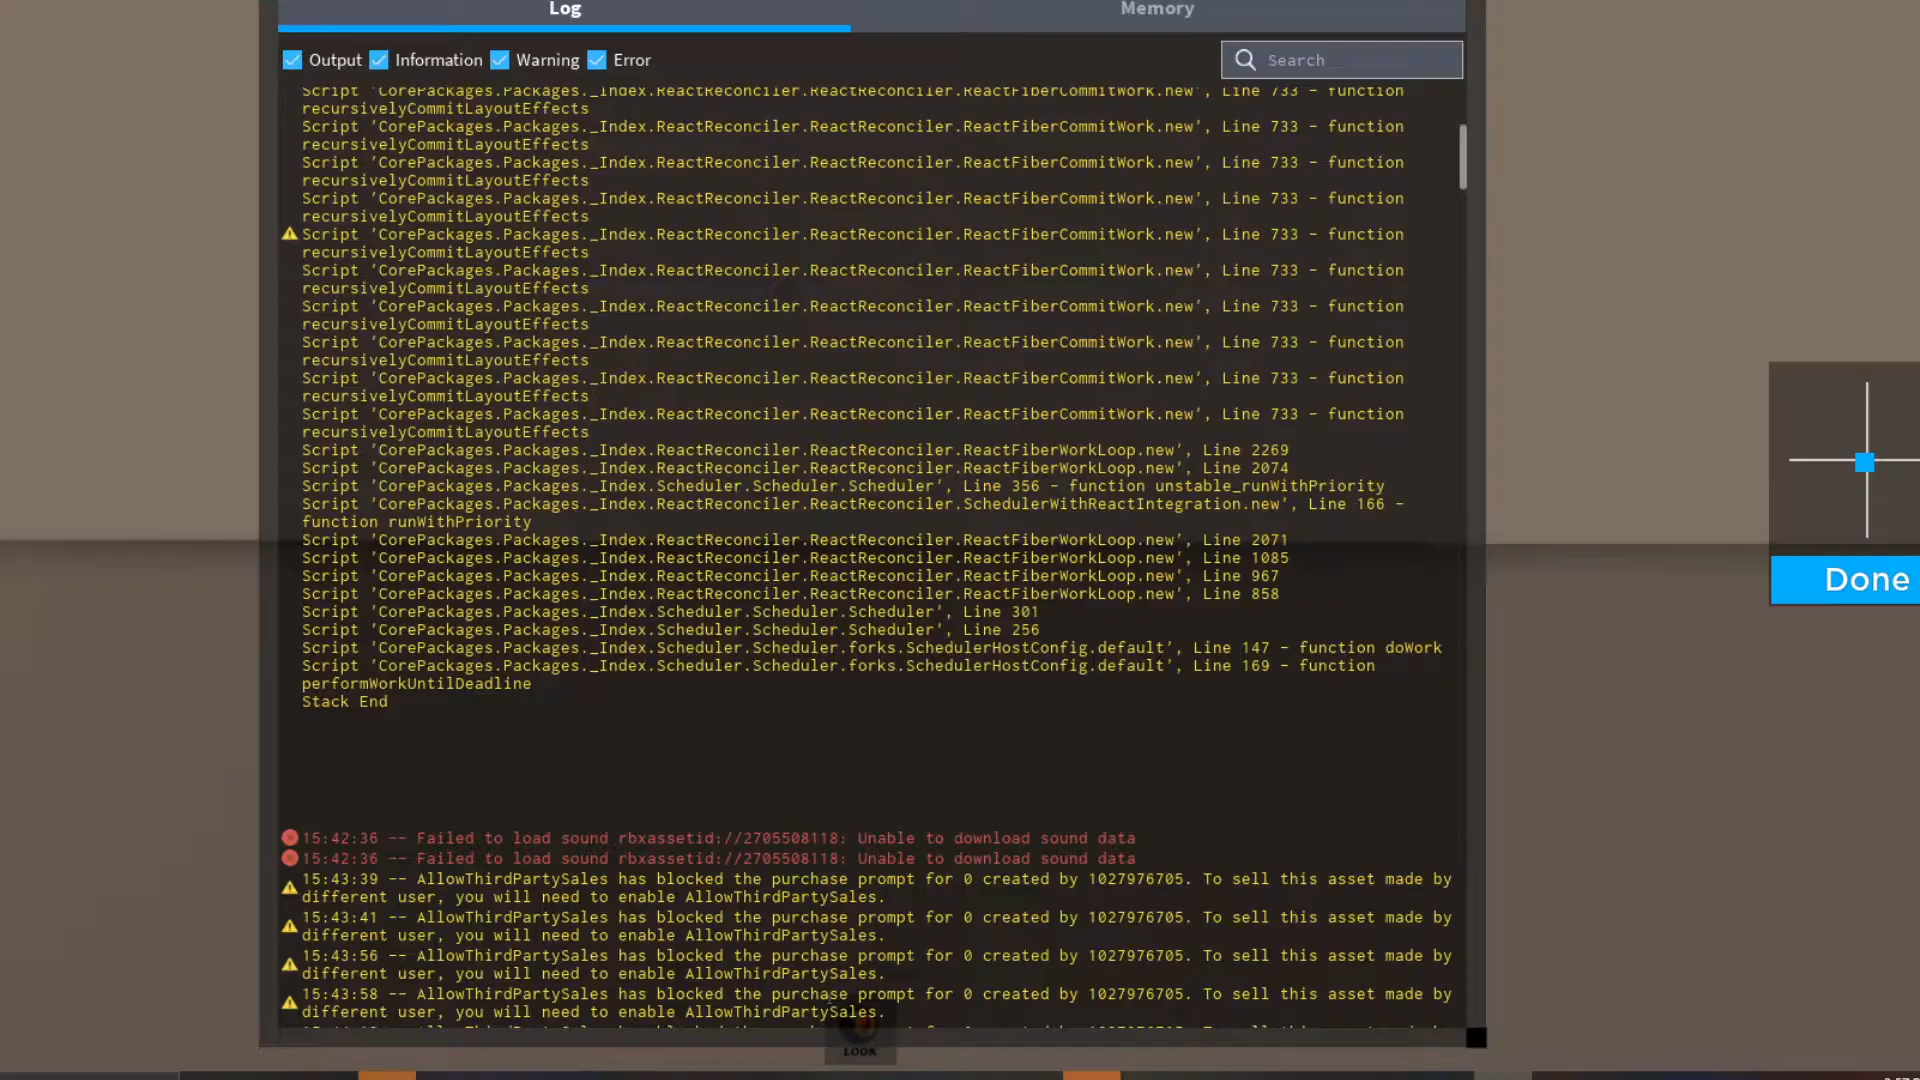 Log
Memory
Output Information Warning Error
Search
Script 'CorePackages.Packages._Index.ReactReconciler.ReactReconciler.ReactFiberCommitWork.new', Line 733 - function
recursivelyCommitLayoutEffects
Script 'CorePackages.Packages._Index.ReactReconciler.ReactReconciler.ReactFiberCommitWork.new', Line 733 - function
recursivelyCommitLayoutEffects
Script 'CorePackages.Packages._Index.ReactReconciler.ReactReconciler.ReactFiberCommitWork.new', Line 733 - function
recursivelyCommitLayoutEffects
Script 'CorePackages.Packages._Index.ReactReconciler.ReactReconciler.ReactFiberCommitWork.new', Line 733 - function
recursivelyCommitLayoutEffects
Script 'CorePackages.Packages._Index.ReactReconciler.ReactReconciler.ReactFiberCommitWork.new', Line 733 - function
recursivelyCommitLayoutEffects
Script 'CorePackages.Packages._Index.ReactReconciler.ReactReconciler.ReactFiberCommitWork.new', Line 733 - function
recursivelyCommitLayoutEffects
Script 'CorePackages.Packages._Index.ReactReconciler.ReactReconciler.ReactFiberCommitWork.new', Line 733 - function
recursivelyCommitLayoutEffects
Script 'CorePackages.Packages._Index.ReactReconciler.ReactReconciler.ReactFiberCommitWork.new', Line 733 - function
recursivelyCommitLayoutEffects
Script 'CorePackages.Packages._Index.ReactReconciler.ReactReconciler.ReactFiberCommitWork.new', Line 733 - function
recursivelyCommitLayoutEffects
Script 'CorePackages.Packages._Index.ReactReconciler.ReactReconciler.ReactFiberCommitWork.new', Line 733 - function
recursivelyCommitLayoutEffects
Script 'CorePackages.Packages._Index.ReactReconciler.ReactReconciler.ReactFiberWorkLoop.new', Line 2269
Script 'CorePackages.Packages._Index.ReactReconciler.ReactReconciler.ReactFiberWorkLoop.new', Line 2074
Script 'CorePackages.Packages._Index.Scheduler.Scheduler.Scheduler', Line 356 - function unstable_runWithPriority
Script 'CorePackages.Packages._Index.ReactReconciler.ReactReconciler.SchedulerWithReactIntegration.new', Line 166 -
function runWithPriority
Script 'CorePackages.Packages._Index.ReactReconciler.ReactReconciler.ReactFiberWorkLoop.new', Line 2071
Script 'CorePackages.Packages._Index.ReactReconciler.ReactReconciler.ReactFiberWorkLoop.new', Line 1085
Script 'CorePackages.Packages._Index.ReactReconciler.ReactReconciler.ReactFiberWorkLoop.new', Line 967
Script 'CorePackages.Packages._Index.ReactReconciler.ReactReconciler.ReactFiberWorkLoop.new', Line 858
Script 'CorePackages.Packages._Index.Scheduler.Scheduler.Scheduler', Line 301
Script 'CorePackages.Packages._Index.Scheduler.Scheduler.Scheduler', Line 256
Script 'CorePackages.Packages._Index.Scheduler.Scheduler.forks.SchedulerHostConfig.default', Line 147 - function doWork
Script 'CorePackages.Packages._Index.Scheduler.Scheduler.forks.SchedulerHostConfig.default', Line 169 - function
performWorkUntilDeadline
Stack End
Done
15:42:36 -- Failed to load sound rbxassetid://2705508118: Unable to download sound data
15:42:36 -- Failed to load sound rbxassetid://2705508118: Unable to download sound data
15:43:39 -- AllowThirdPartySales has blocked the purchase prompt for 0 created by 1027976705. To sell this asset made by
different user, you will need to enable AllowThirdPartySales.
15:43:41 -- AllowThirdPartySales has blocked the purchase prompt for 0 created by 1027976705. To sell this asset made by
different user, you will need to enable AllowThirdPartySales.
15:43:56 -- AllowThirdPartySales has blocked the purchase prompt for 0 created by 1027976705. To sell this asset made by
different user, you will need to enable AllowThirdPartySales.
15:43:58 -- AllowThirdPartySales has blocked the purchase prompt for 0 created by 1027976705. To sell this asset made by
different user, you will need to enable AllowThirdPartySales.
LOOK